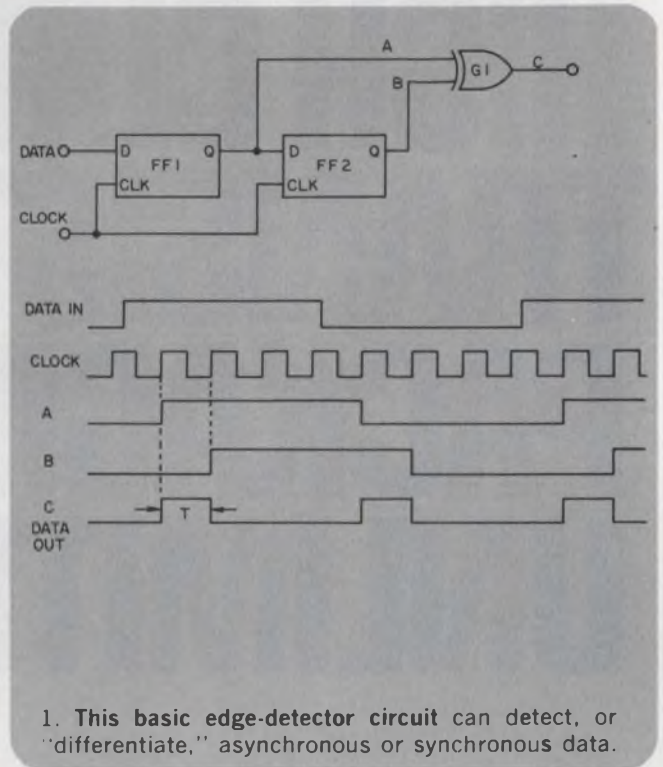 A
B
G1
C
DATA
D
Q
FF1
CLK
D
Q
FF2
CLK
CLOCK
DATA IN
CLOCK
A
B
C
T
DATA
OUT
1. This basic edge-detector circuit can detect, or
"differentiate," asynchronous or synchronous data.